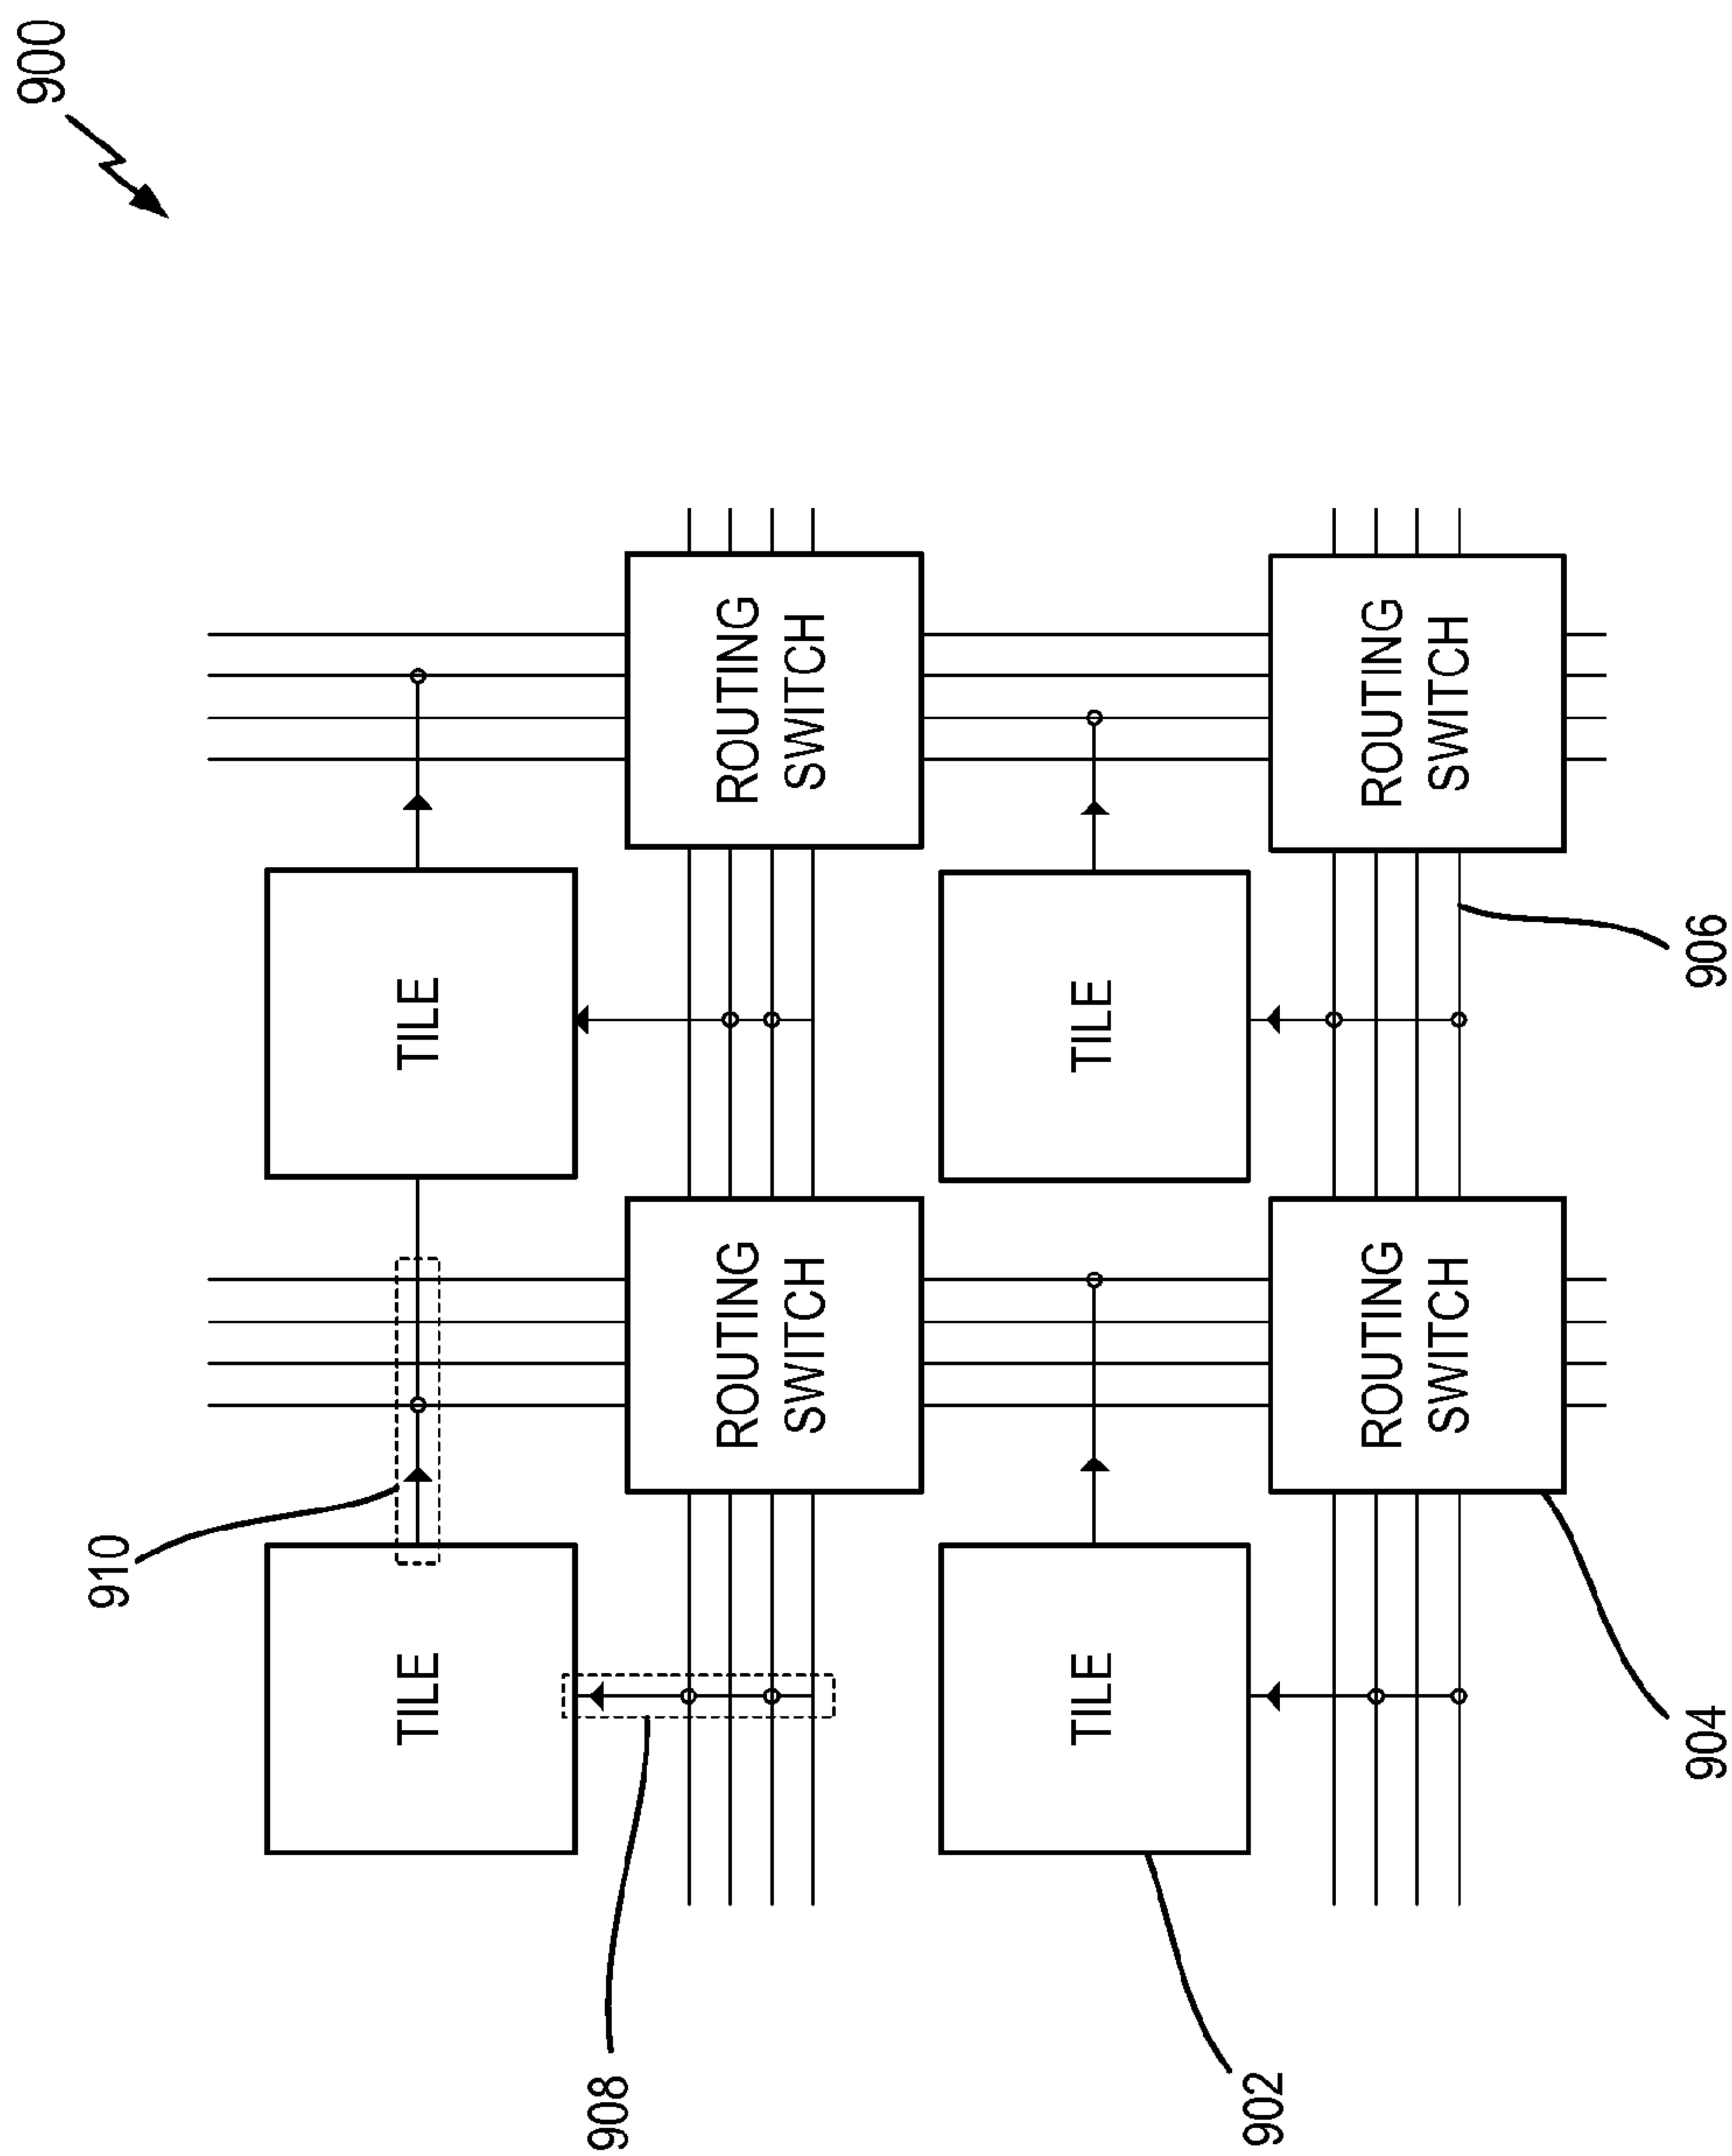 900
910
TILE
TILE
908
ROUTING
SWITCH
ROUTING
SWITCH
TILE
TILE
902
ROUTING
SWITCH
ROUTING
SWITCH
904
906